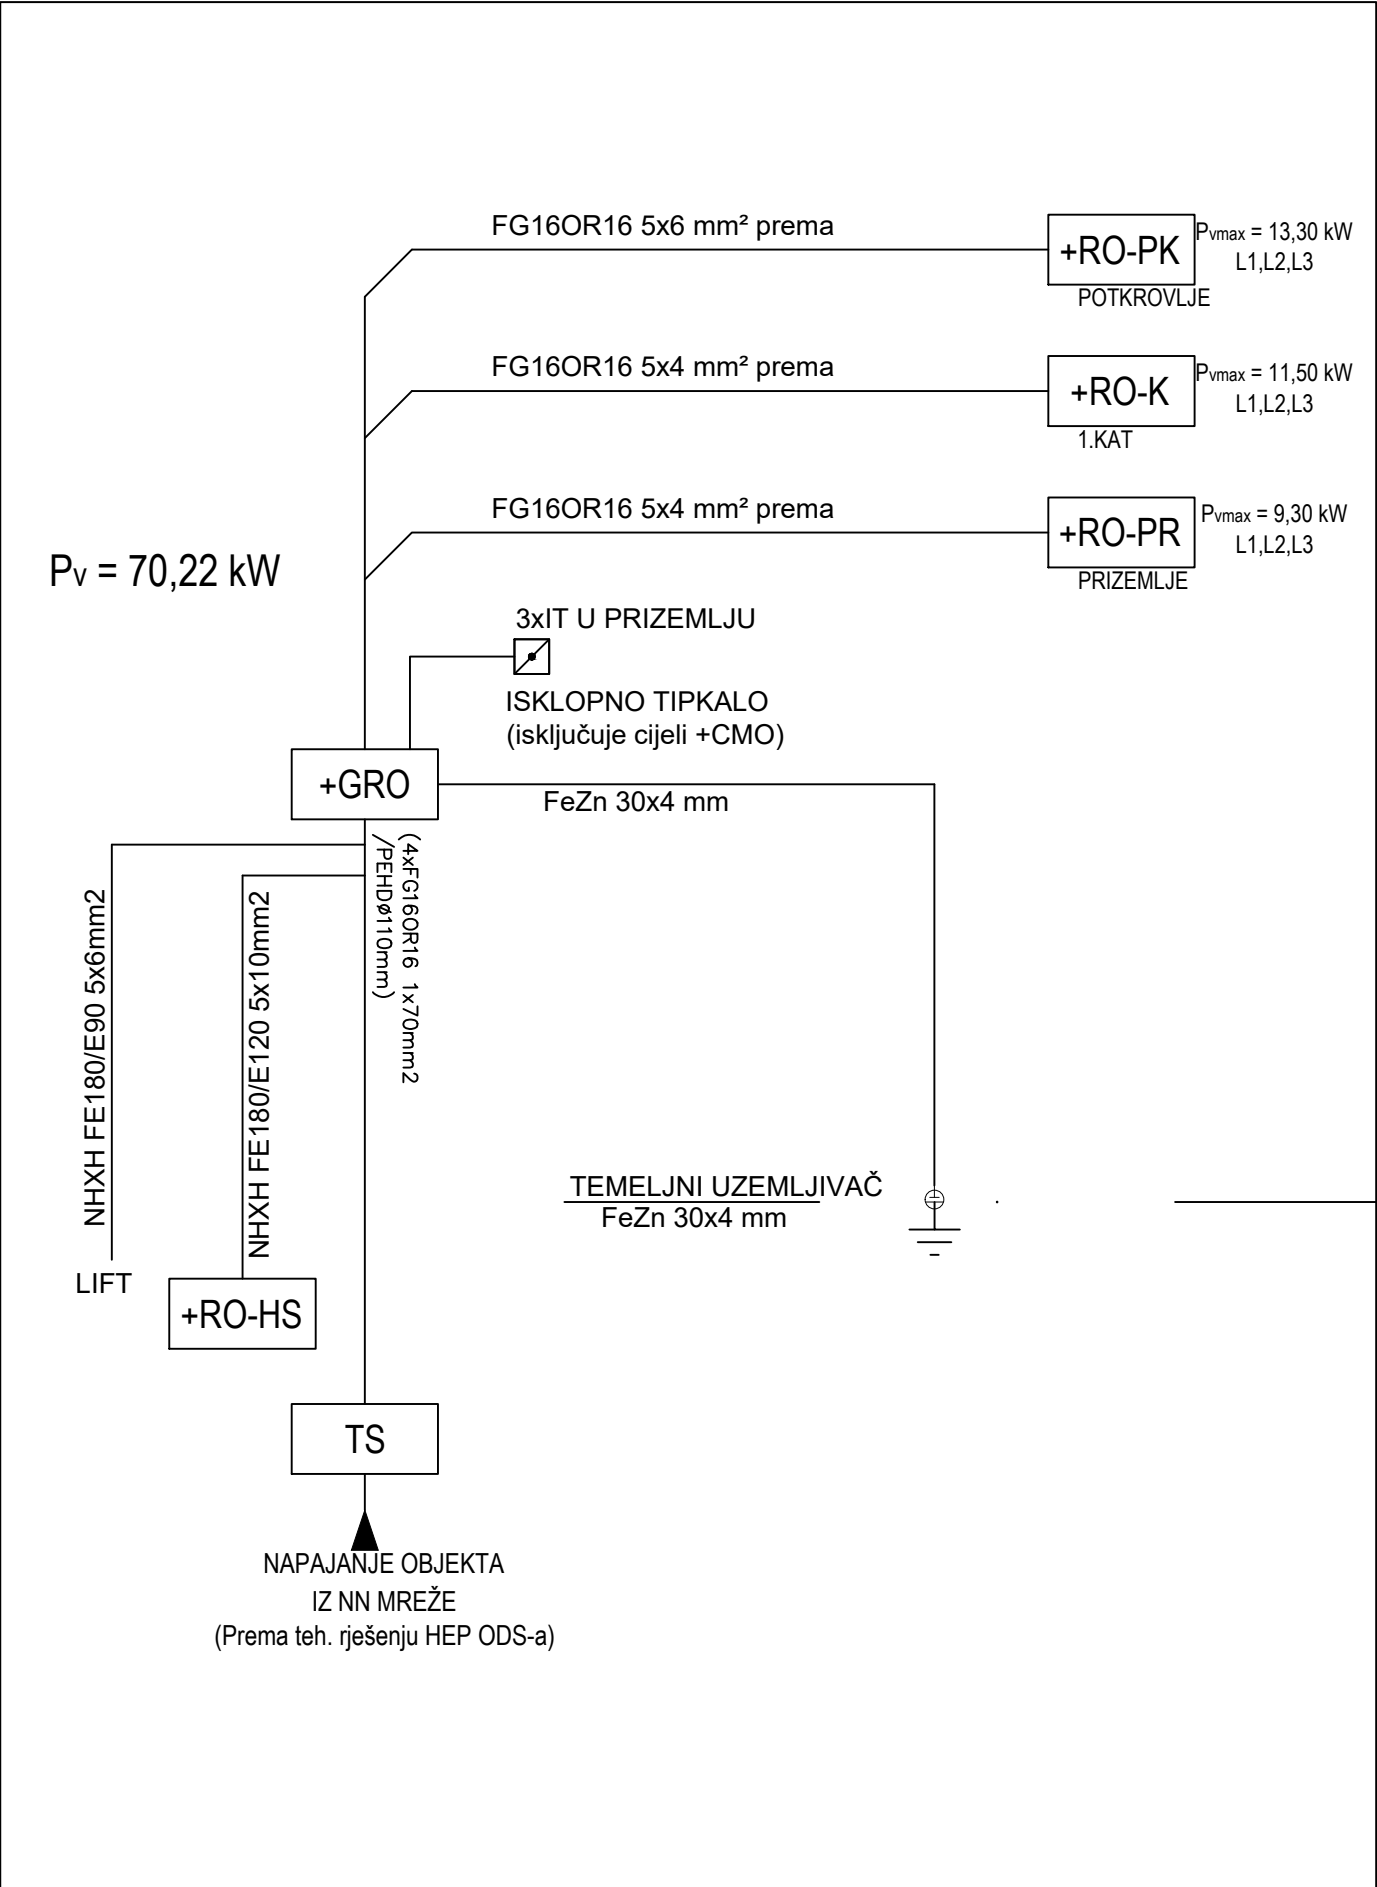 FG16OR16 5x6 mm² prema
+RO-PK
Pvmax = 13,30 kW
L1,L2,L3
POTKROVLJE
FG16OR16 5x4 mm² prema
+RO-K
Pvmax = 11,50 kW
L1,L2,L3
1.KAT
FG16OR16 5x4 mm² prema
+RO-PR
Pvmax = 9,30 kW
L1,L2,L3
PRIZEMLJE
Pv = 70,22 kW
3xIT U PRIZEMLJU
ISKLOPNO TIPKALO
(isključuje cijeli +CMO)
+GRO
FeZn 30x4 mm
(4xFG16OR16 1x70mm2
/PEHDø110mm)
NHXH FE180/E90 5x6mm2
NHXH FE180/E120 5x10mm2
TEMELJNI UZEMLJIVAČ
FeZn 30x4 mm
LIFT
+RO-HS
TS
NAPAJANJE OBJEKTA
IZ NN MREŽE
(Prema teh. rješenju HEP ODS-a)